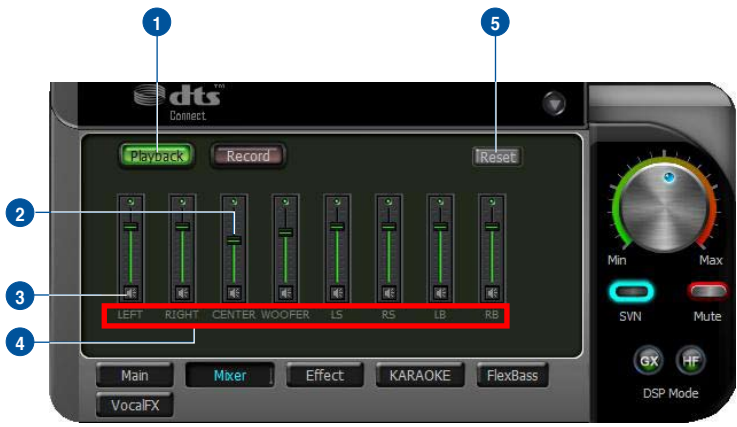 1
5
dts™
Connect
Playback
Record
Reset
2
3
LEFT
RIGHT
CENTER
WOOFER
LS
RS
LB
RB
4
Main
Mixer
Effect
KARAOKE
FlexBass
VocalFX
Min
Max
SVN
Mute
GX
HF
DSP Mode